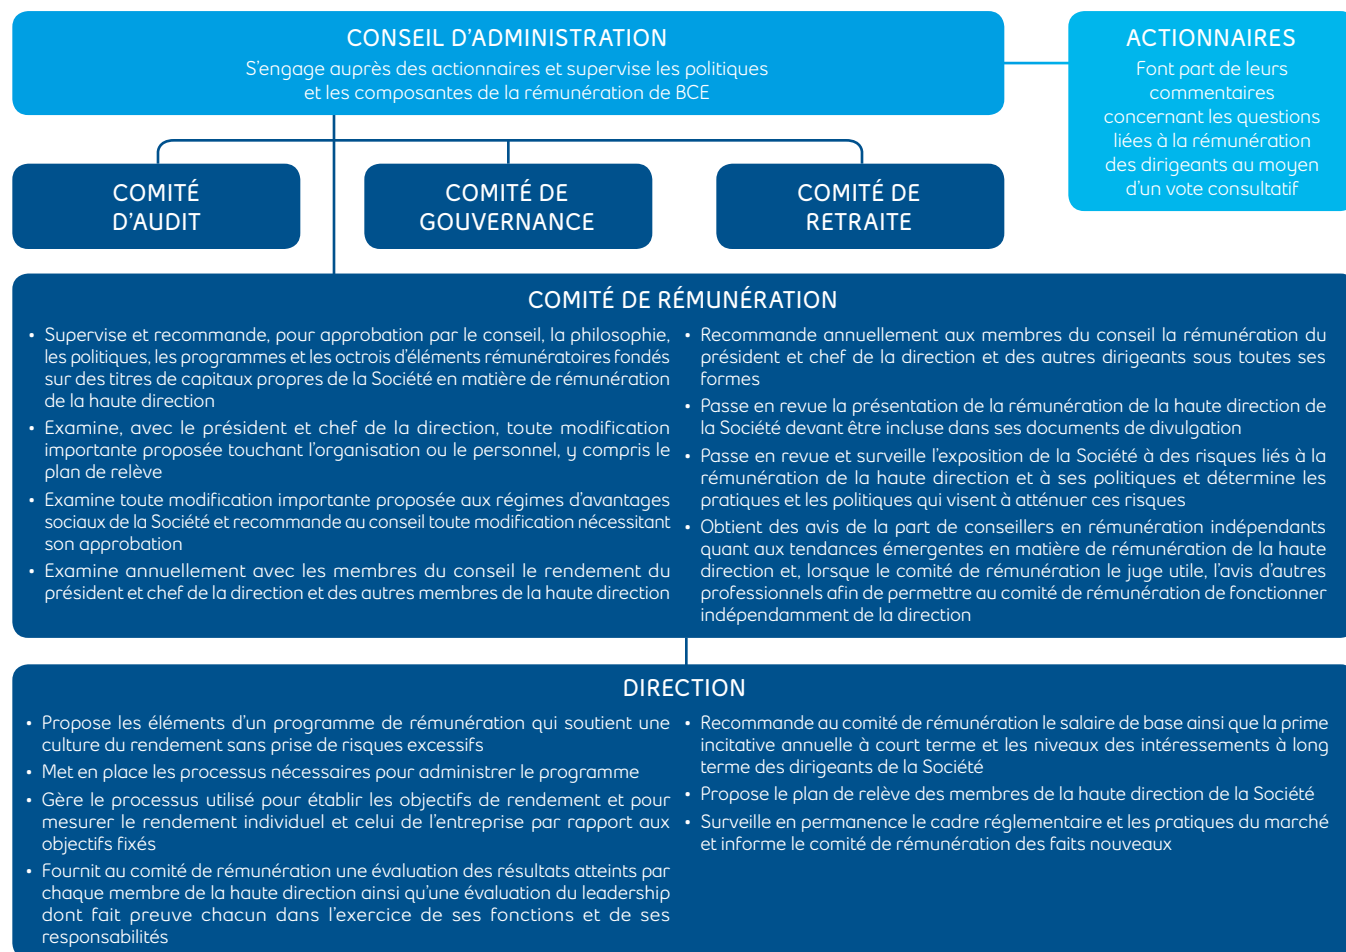 CONSEIL D’ADMINISTRATION
S’engage auprès des actionnaires et supervise les politiques
et les composantes de la rémunération de BCE
ACTIONNAIRES
Font part de leurs
commentaires
concernant les questions
liées à la rémunération
des dirigeants au moyen
d’un vote consultatif
COMITÉ
D’AUDIT
COMITÉ DE
GOUVERNANCE
COMITÉ DE
RETRAITE
COMITÉ DE RÉMUNÉRATION
• Supervise et recommande, pour approbation par le conseil, la philosophie,
les politiques, les programmes et les octrois d’éléments rémunératoires fondés
sur des titres de capitaux propres de la Société en matière de rémunération
de la haute direction
• Examine, avec le président et chef de la direction, toute modification
importante proposée touchant l’organisation ou le personnel, y compris le
plan de relève
• Examine toute modification importante proposée aux régimes d’avantages
sociaux de la Société et recommande au conseil toute modification nécessitant
son approbation
• Examine annuellement avec les membres du conseil le rendement du
président et chef de la direction et des autres membres de la haute direction
• Recommande annuellement aux membres du conseil la rémunération du
président et chef de la direction et des autres dirigeants sous toutes ses
formes
• Passe en revue la présentation de la rémunération de la haute direction de
la Société devant être incluse dans ses documents de divulgation
• Passe en revue et surveille l’exposition de la Société à des risques liés à la
rémunération de la haute direction et à ses politiques et détermine les
pratiques et les politiques qui visent à atténuer ces risques
• Obtient des avis de la part de conseillers en rémunération indépendants
quant aux tendances émergentes en matière de rémunération de la haute
direction et, lorsque le comité de rémunération le juge utile, l’avis d’autres
professionnels afin de permettre au comité de rémunération de fonctionner
indépendamment de la direction
DIRECTION
• Propose les éléments d’un programme de rémunération qui soutient une
culture du rendement sans prise de risques excessifs
• Met en place les processus nécessaires pour administrer le programme
• Gère le processus utilisé pour établir les objectifs de rendement et pour
mesurer le rendement individuel et celui de l’entreprise par rapport aux
objectifs fixés
• Fournit au comité de rémunération une évaluation des résultats atteints par
chaque membre de la haute direction ainsi qu’une évaluation du leadership
dont fait preuve chacun dans l’exercice de ses fonctions et de ses
responsabilités
• Recommande au comité de rémunération le salaire de base ainsi que la prime
incitative annuelle à court terme et les niveaux des intéressements à long
terme des dirigeants de la Société
• Propose le plan de relève des membres de la haute direction de la Société
• Surveille en permanence le cadre réglementaire et les pratiques du marché
et informe le comité de rémunération des faits nouveaux